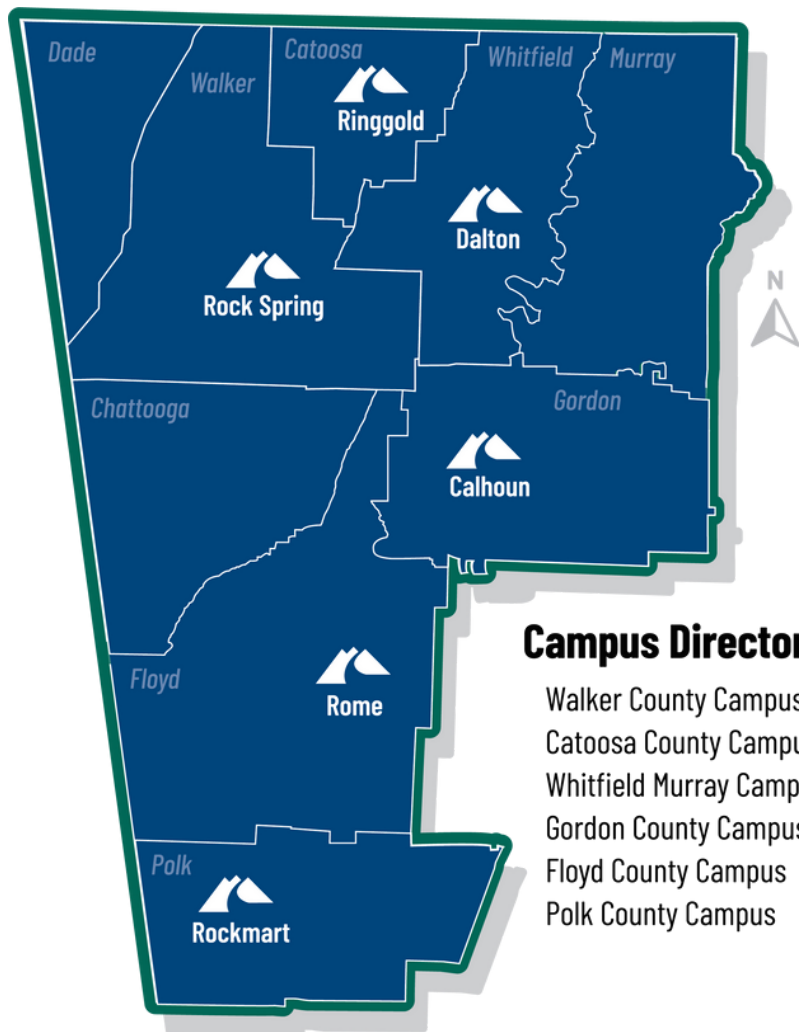 Dade
Catoosa
Whitfield
Murray
Walker
Ringgold
Dalton
N
Rock Spring
Chattooga
Gordon
Calhoun
Campus Director
Floyd
Walker County Campus
Rome
Catoosa County Campu
Whitfield Murray Camp
Gordon County Campus
Polk
Floyd County Campus
Polk County Campus
Rockmart